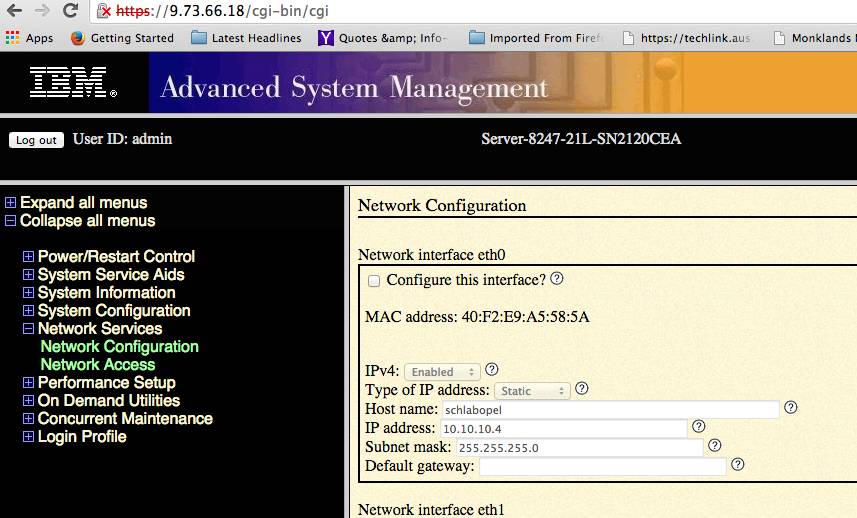 https://9.73.66.18/cgi-bin/cgi
Apps Getting Started Latest Headlines Quotes &amp; Info- Imported From Firef https://techlink.aus Monklands
IBM Advanced System Management
Log out User ID: admin Server-8247-21L-SN2120CEA
Expand all menus
Collapse all menus
Power/Restart Control
System Service Aids
System Information
System Configuration
Network Services
Network Configuration
Network Access
Performance Setup
On Demand Utilities
Concurrent Maintenance
Login Profile
Network Configuration
Network interface eth0
Configure this interface? ?
MAC address: 40:F2:E9:A5:58:5A
IPv4: Enabled ?
Type of IP address: Static ?
Host name: schlabopel ?
IP address: 10.10.10.4 ?
Subnet mask: 255.255.255.0 ?
Default gateway: ?
Network interface eth1